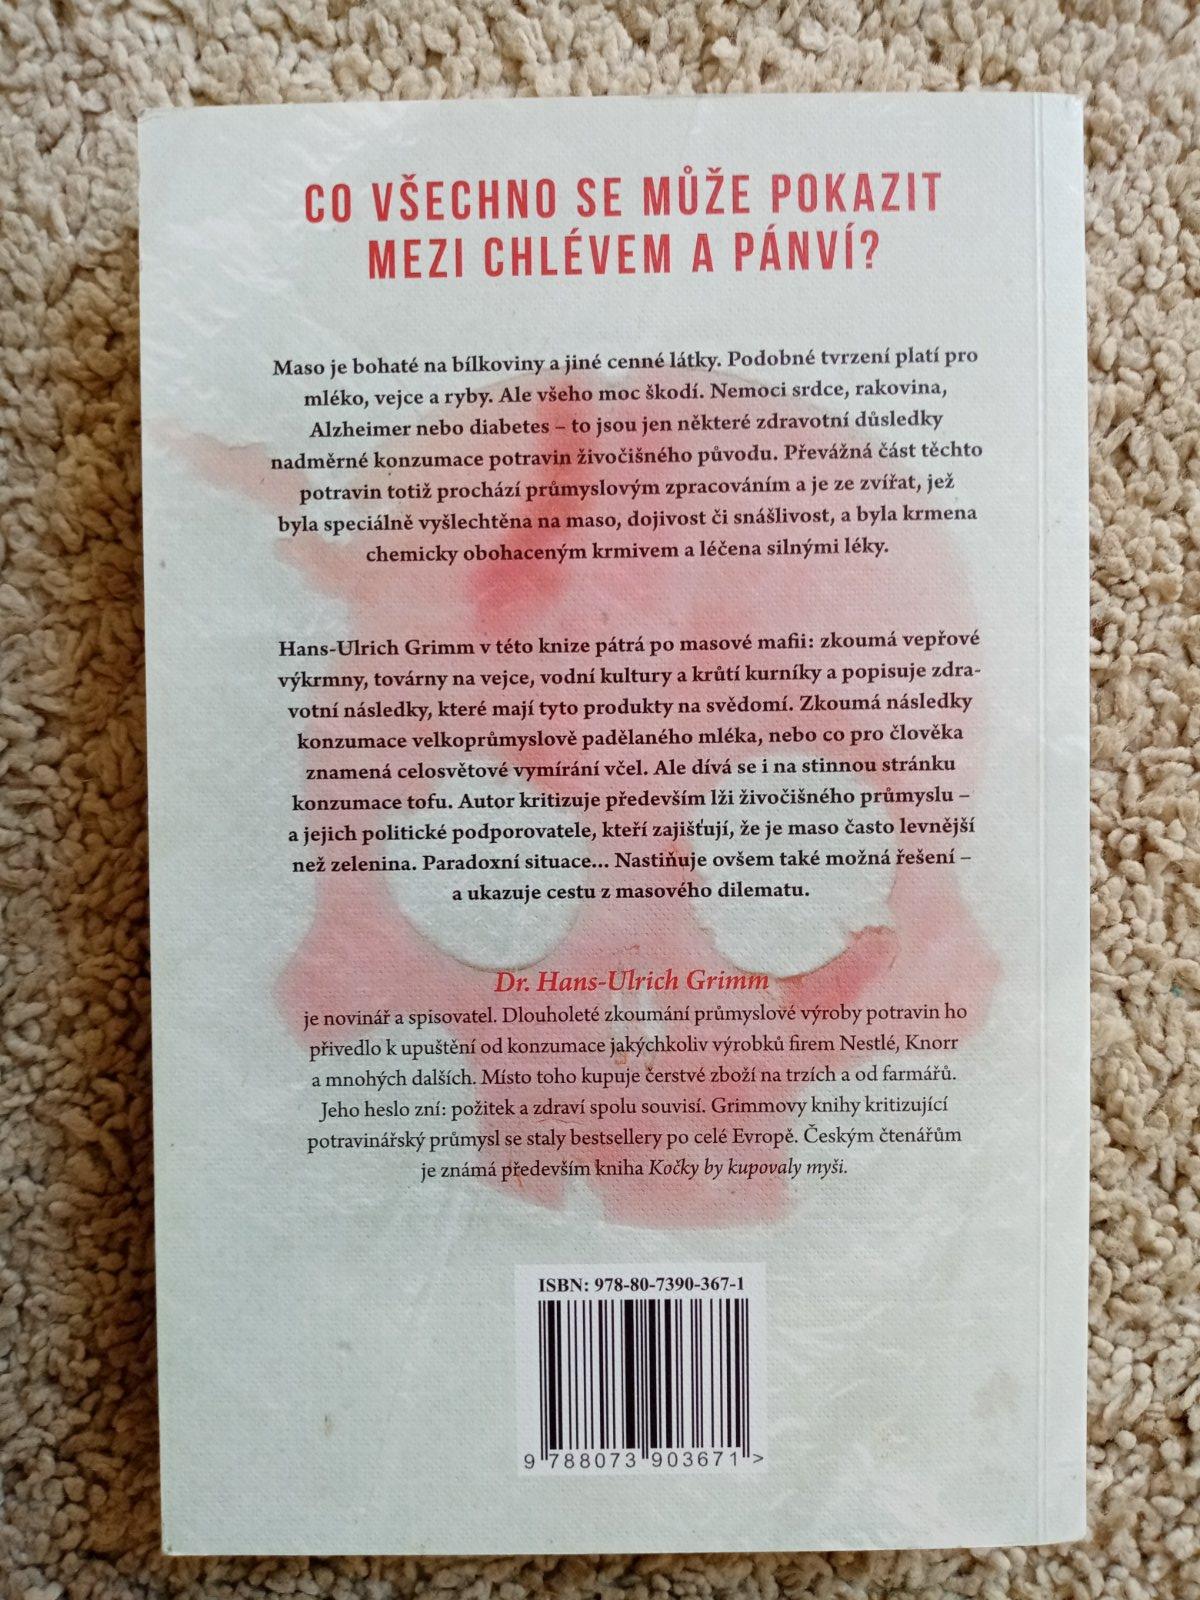 CO VŠECHNO SE MŮŽE POKAZIT
MEZI CHLÉVEM A PÁNVÍ?
Maso je bohaté na bílkoviny a jiné cenné látky. Podobné tvrzení platí pro
mléko, vejce a ryby. Ale všeho moc škodí. Nemoci srdce, rakovina,
Alzheimer nebo diabetes – to jsou jen některé zdravotní důsledky
nadměrné konzumace potravin živočišného původu. Převážná část těchto
potravin totiž prochází průmyslovým zpracováním a je ze zvířat, jež
byla speciálně vyšlechtěna na maso, dojivost či snášlivost, a byla krmena
chemicky obohaceným krmivem a léčena silnými léky.
Hans-Ulrich Grimm v této knize pátrá po masové mafii: zkoumá vepřové
výkrmny, továrny na vejce, vodní kultury a krůtí kurníky a popisuje zdra-
votní následky, které mají tyto produkty na svědomí. Zkoumá následky
konzumace velkoprůmyslově padělaného mléka, nebo co pro člověka
znamená celosvětové vymírání včel. Ale dívá se i na stinnou stránku
konzumace tofu. Autor kritizuje především lži živočišného průmyslu –
a jejich politické podporovatele, kteří zajišťují, že je maso často levnější
než zelenina. Paradoxní situace... Nastiňuje ovšem také možná řešení –
a ukazuje cestu z masového dilematu.
Dr. Hans-Ulrich Grimm
je novinář a spisovatel. Dlouholeté zkoumání průmyslové výroby potravin ho
přivedlo k upuštění od konzumace jakýchkoliv výrobků firem Nestlé, Knorr
a mnohých dalších. Místo toho kupuje čerstvé zboží na trzích a od farmářů.
Jeho heslo zní: požitek a zdraví spolu souvisí. Grimmovy knihy kritizující
potravinářský průmysl se staly bestsellery po celé Evropě. Českým čtenářům
je známá především kniha Kočky by kupovaly myši.
ISBN: 978-80-7390-367-1
9 788073 903671 >